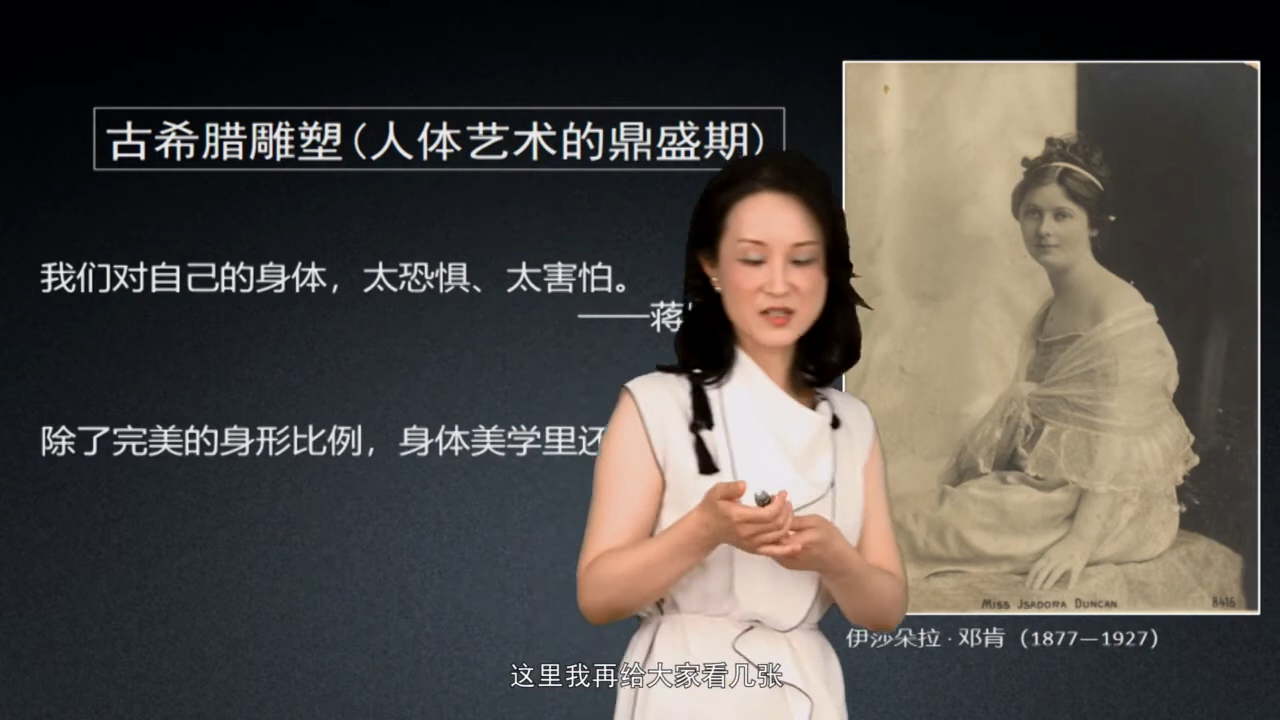 古希腊雕塑（人体艺术的鼎盛期）
我们对自己的身体，太恐惧、太害怕。
——蒋
除了完美的身形比例，身体美学里还
MISS ISADORA DUNCAN
8416
伊莎朵拉·邓肯（1877—1927）
这里我再给大家看几张